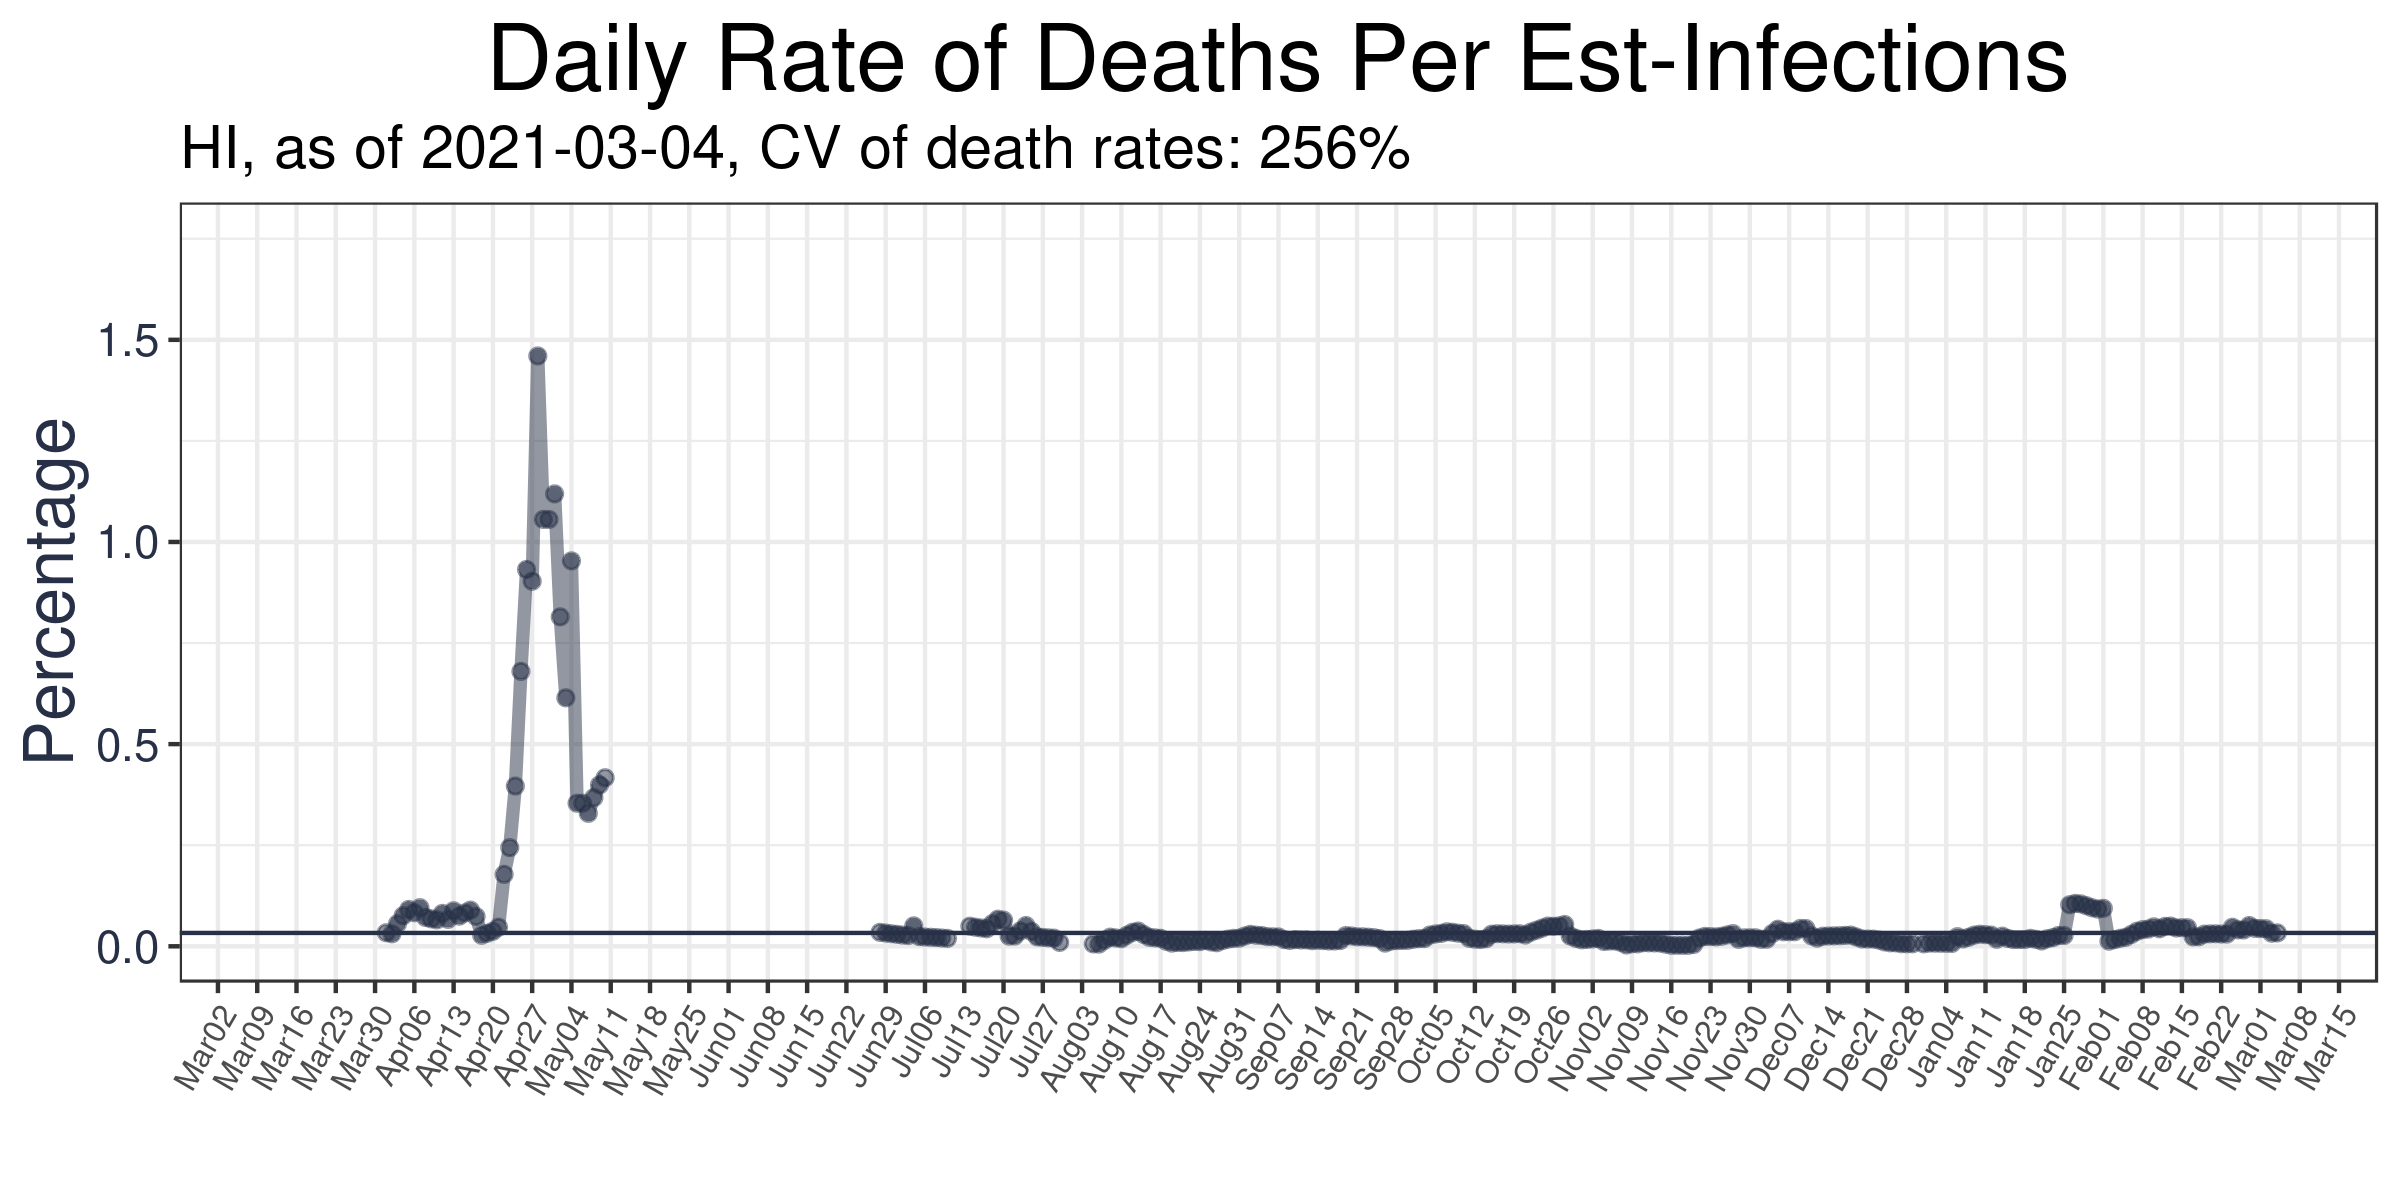 Daily Rate of Deaths Per Est-Infections
HI, as of 2021-03-04, CV of death rates: 256%
Percentage
1.5
1.0
0.5
0.0
Mar02
Mar09
Mar16
Mar23
Mar30
Apr06
Apr13
Apr20
Apr27
May04
May11
May18
May25
Jun01
Jun08
Jun15
Jun22
Jun29
Jul06
Jul13
Jul20
Jul27
Aug03
Aug10
Aug17
Aug24
Aug31
Sep07
Sep14
Sep21
Sep28
Oct05
Oct12
Oct19
Oct26
Nov02
Nov09
Nov16
Nov23
Nov30
Dec07
Dec14
Dec21
Dec28
Jan04
Jan11
Jan18
Jan25
Feb01
Feb08
Feb15
Feb22
Mar01
Mar08
Mar15